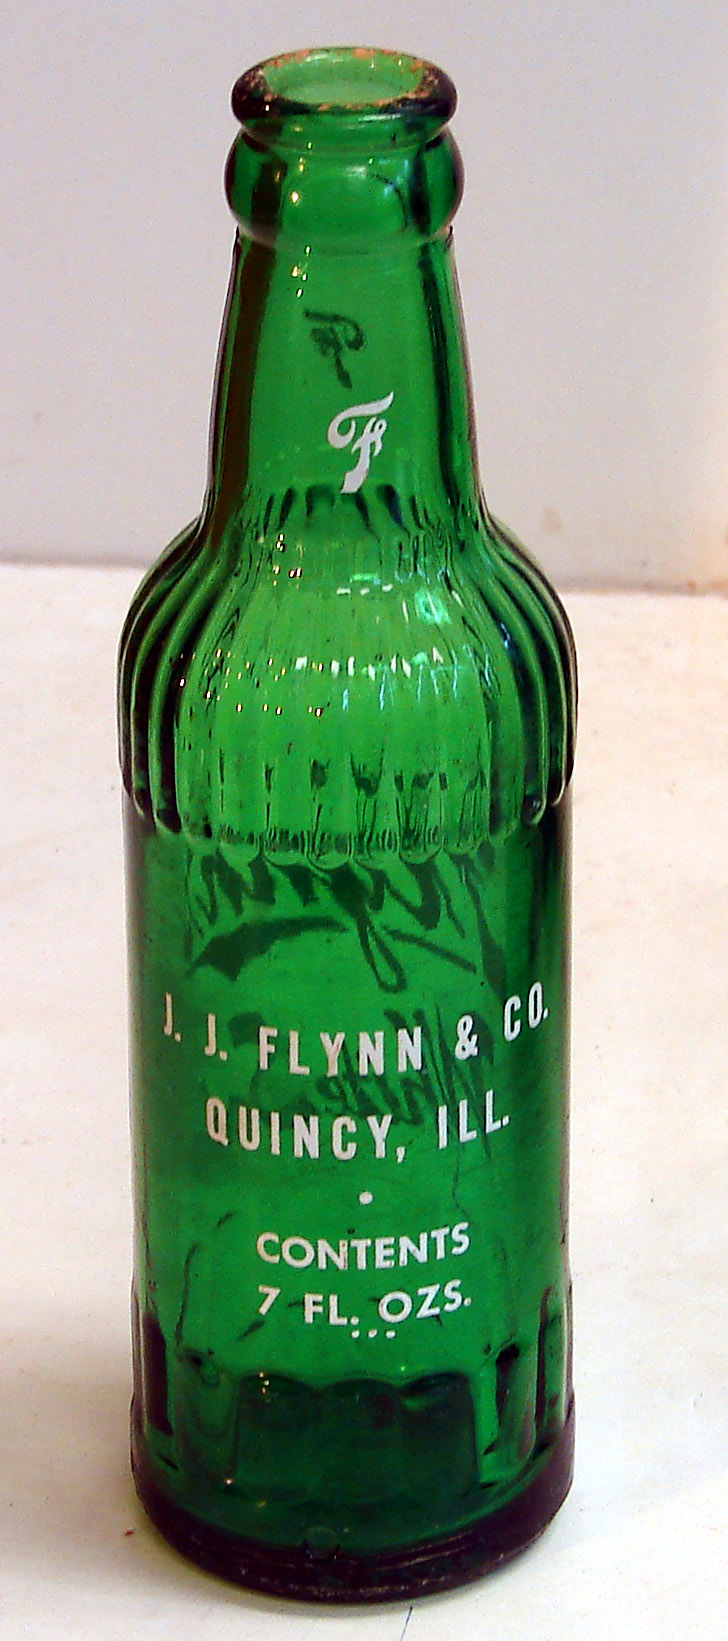 F
J. J. FLYNN & CO.
QUINCY, ILL.
•
CONTENTS
7 FL. OZS.